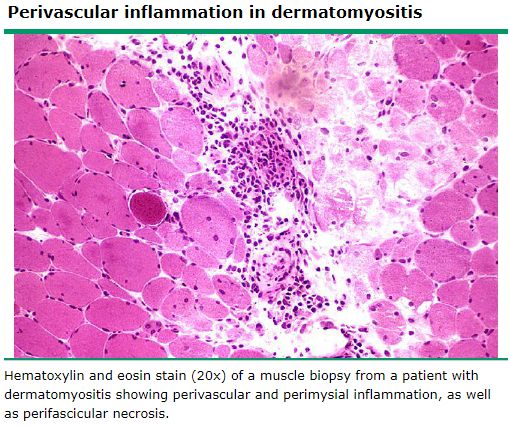 Perivascular inflammation in dermatomyositis
Hematoxylin and eosin stain (20x) of a muscle biopsy from a patient with
dermatomyositis showing perivascular and perimysial inflammation, as well
as perifascicular necrosis.